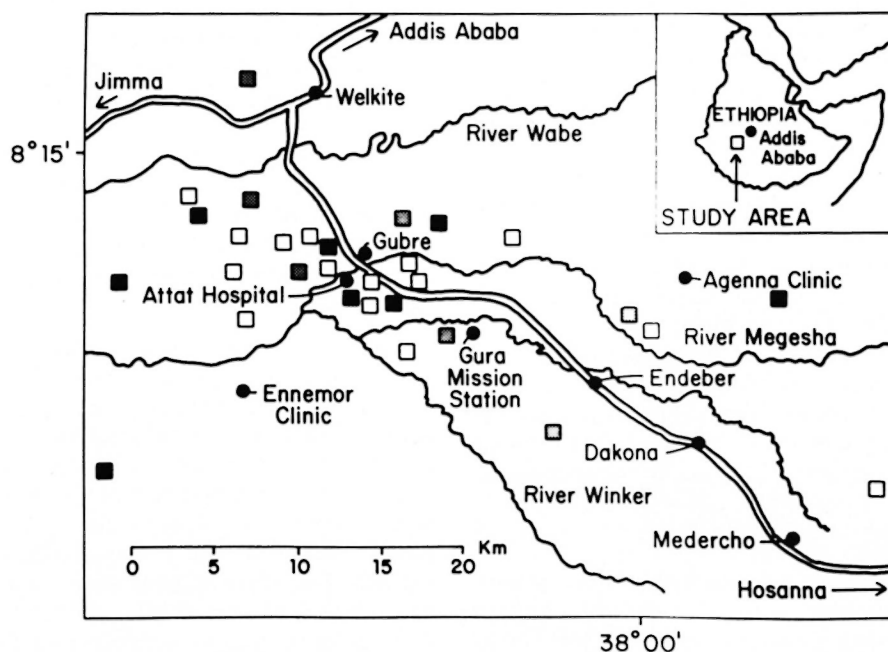 Addis Ababa
Jimma
Welkite
River Wabe
8°15'
ETHIOPIA
Addis
Ababa
STUDY AREA
Gubre
Attat Hospital
Agenna Clinic
River Megesha
Gura
Mission
Station
Endeber
Ennemor
Clinic
Dakona
River Winker
Medercho
Km
0 5 10 15 20
Hosanna
38°00'